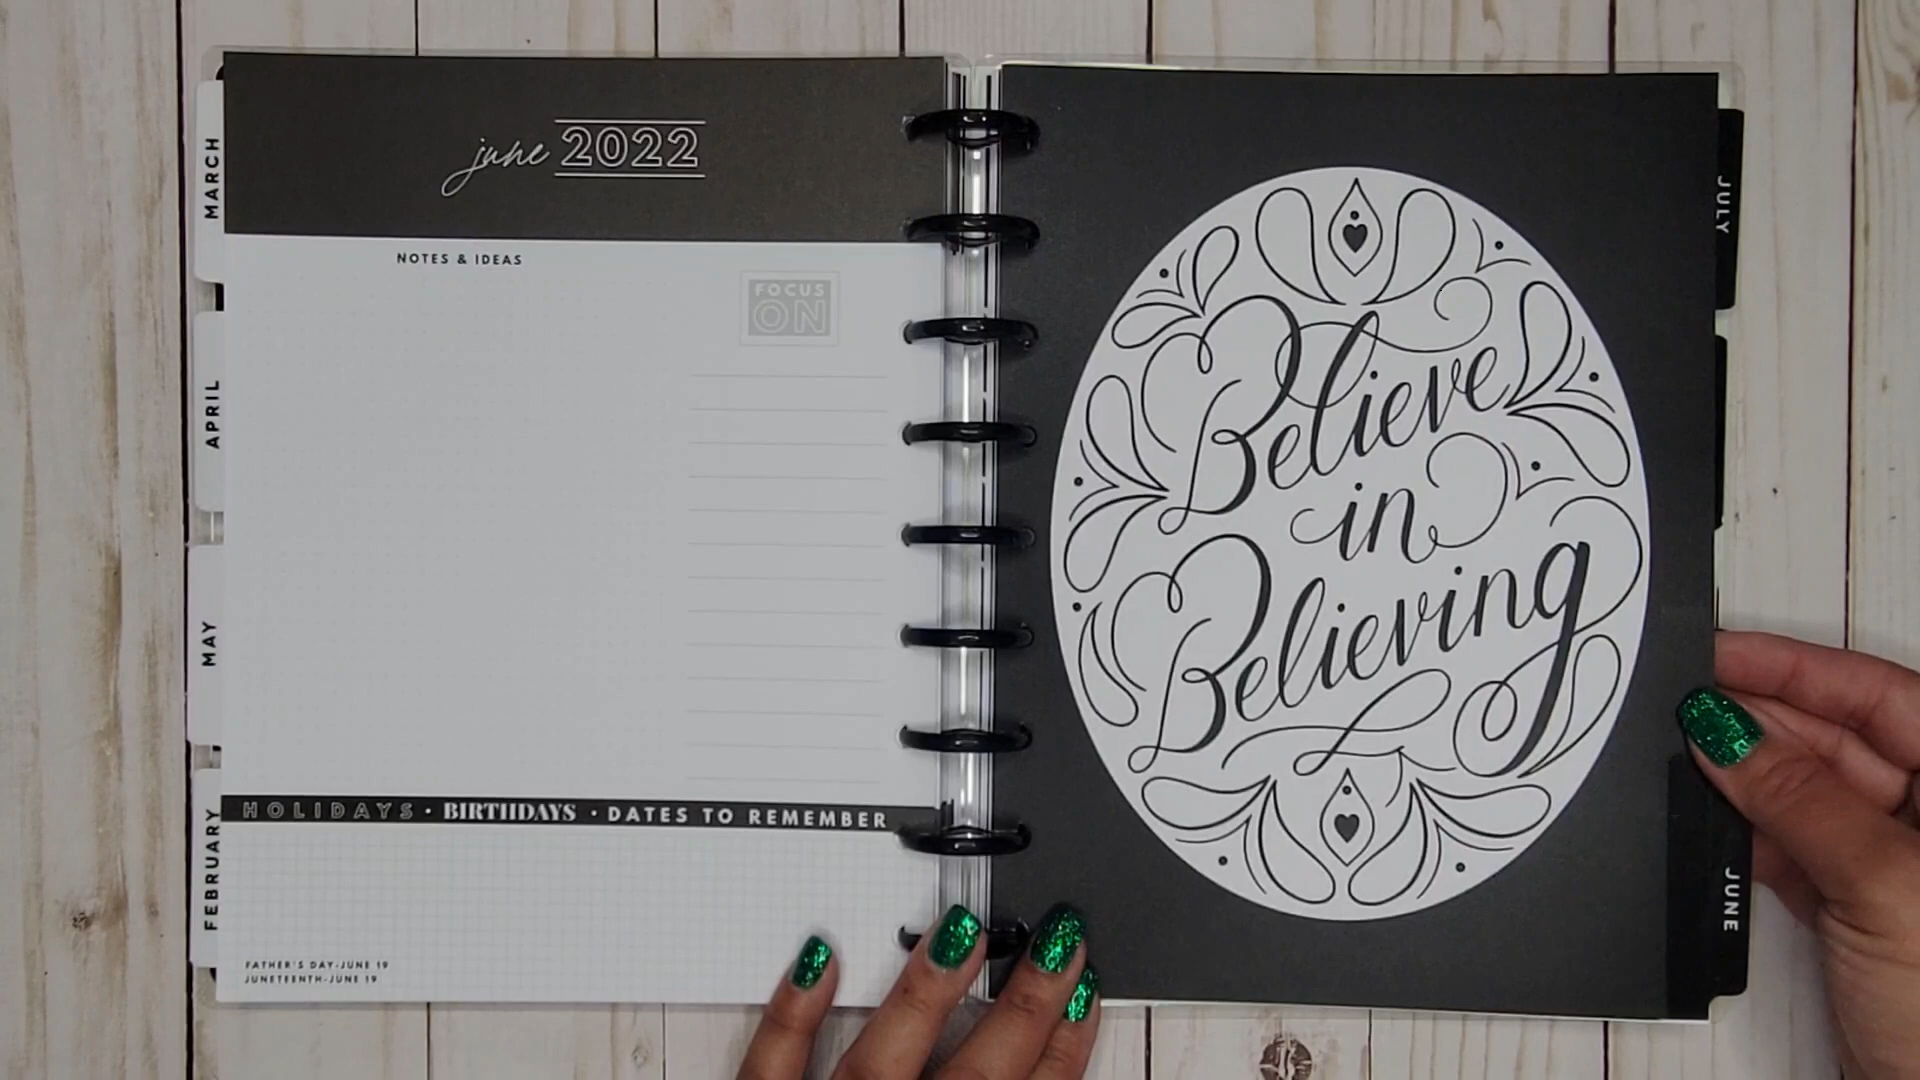 june 2022
NOTES & IDEAS
FOCUS
ON
HOLIDAYS • BIRTHDAYS • DATES TO REMEMBER
FATHER'S DAY-JUNE 19
JUNETEENTH-JUNE 19
MARCH
APRIL
MAY
FEBRUARY
Believe
in
Believing
JULY
JUNE